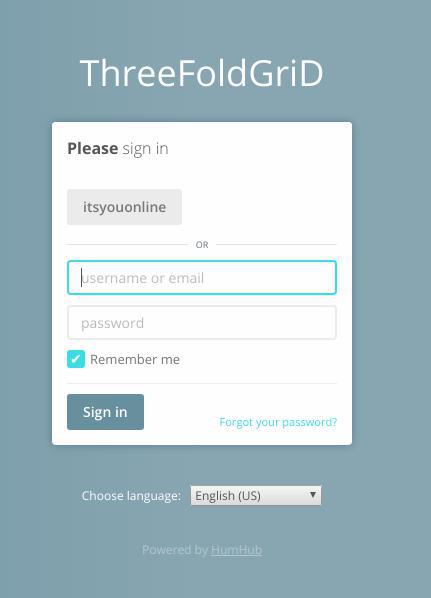 ThreeFoldGriD
Please sign in
itsyouonline
OR
username or email
password
Remember me
Sign in
Forgot your password?
Choose language: English (US)
Powered by HumHub